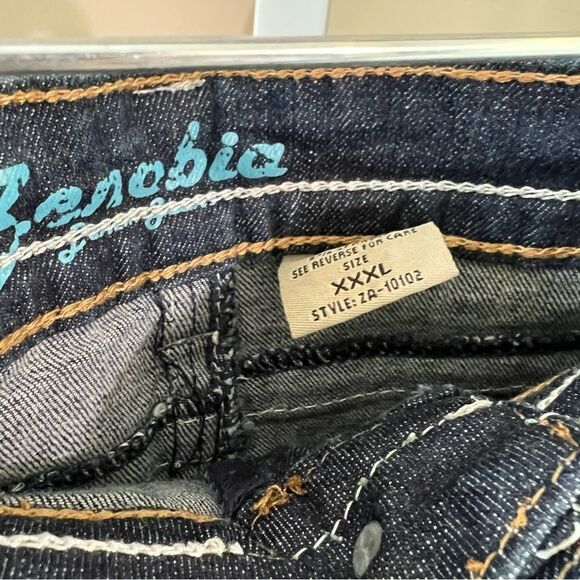 Zenobia
SEE REVERSE FOR CARE
SIZE
XXXL
STYLE: ZA-10102